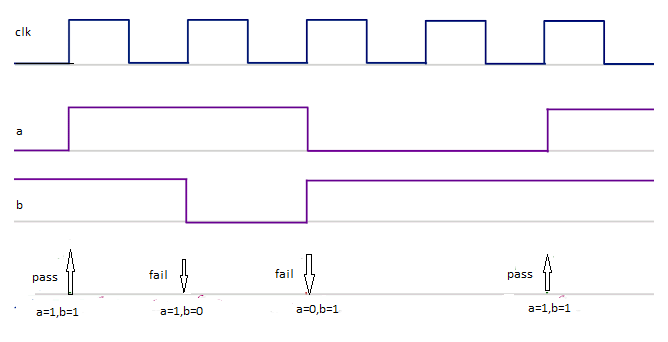 clk
a
b
pass
fail
fail
pass
a=1,b=1
a=1,b=0
a=0,b=1
a=1,b=1